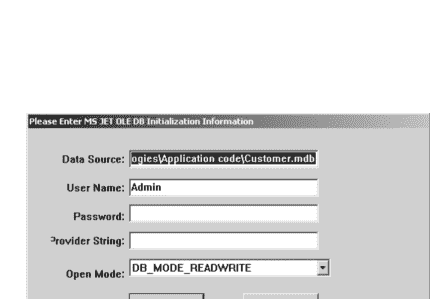 Please Enter MS JET OLE DB Initialization Information
Data Source: ogies\Application code\Customer.mdb
User Name: Admin
Password:
Provider String:
Open Mode: DB_MODE_READWRITE